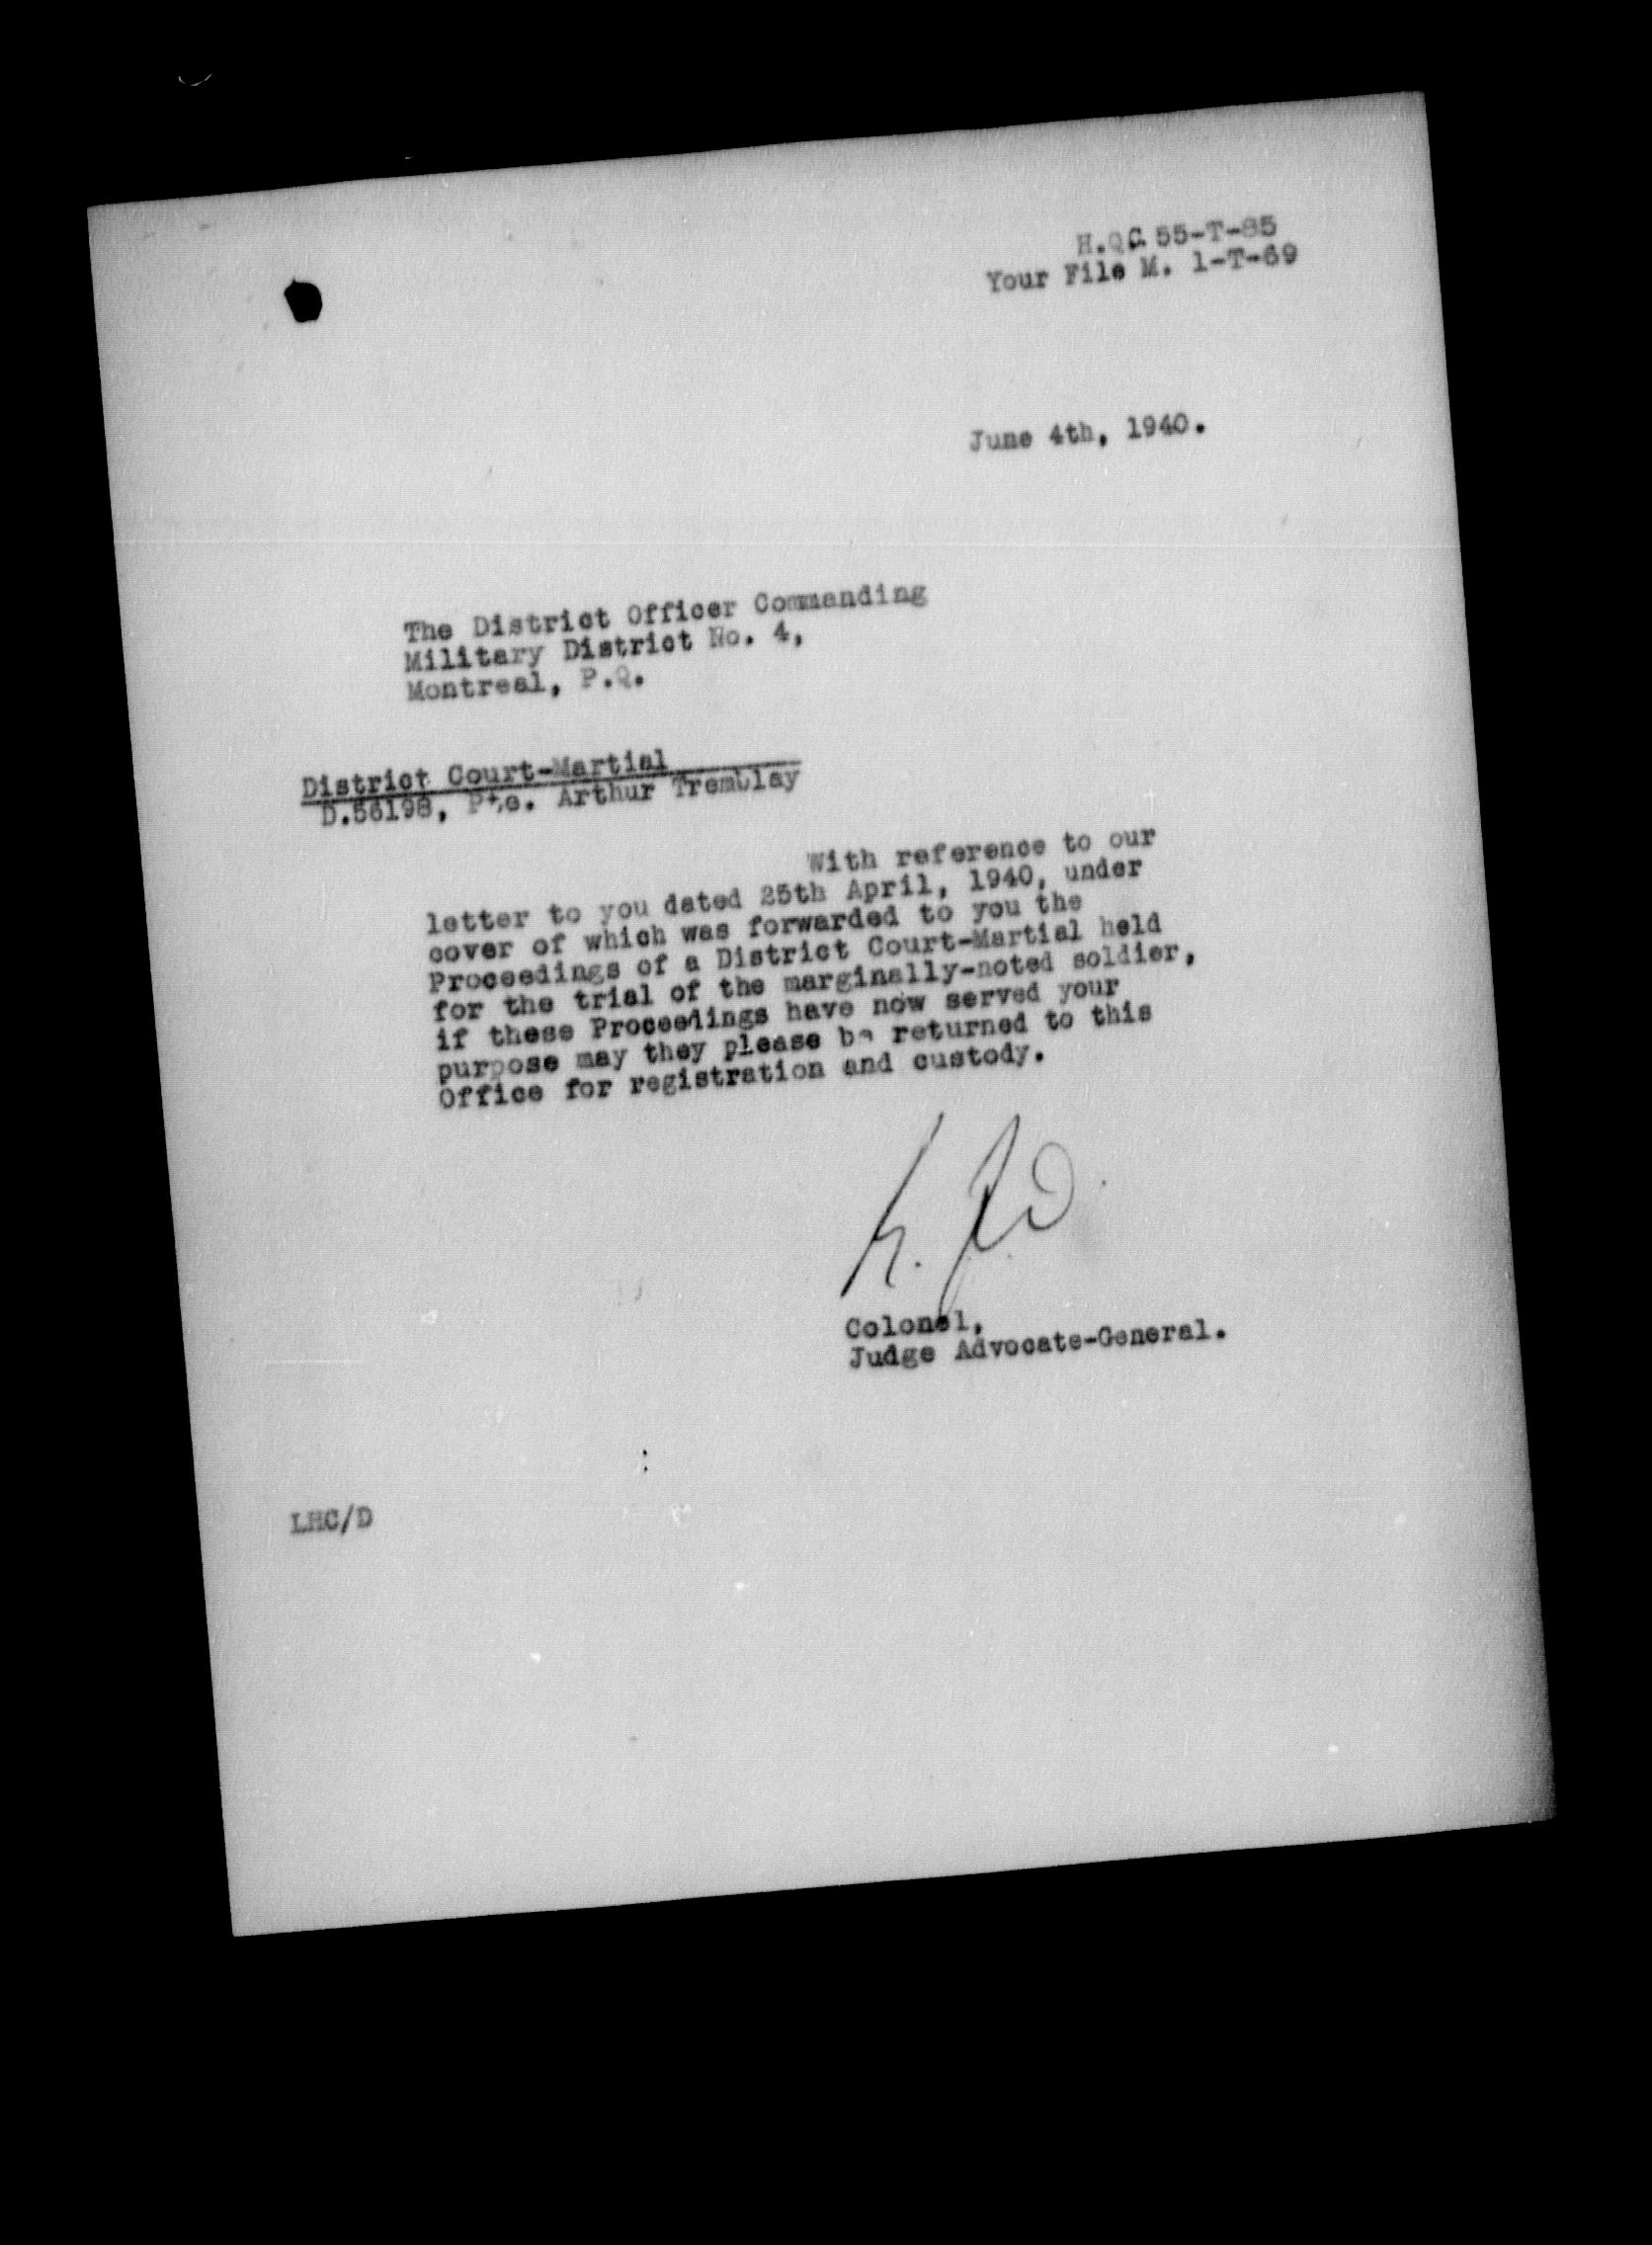 H.QC. 55-T-85
Your File M. 1-T-69
June 4th, 1940.
The District Officer Commanding
Military District No. 4,
Montreal, P.Q.
District Court-Martial
D.56198, Pte. Arthur Tremblay
With reference to our
letter to you dated 25th April, 1940, under
cover of which was forwarded to you the
Proceedings of a District Court-Martial held
for the trial of the marginally-noted soldier,
if these Proceedings have now served your
purpose may they please be returned to this
Office for registration and custody.
Colonel,
Judge Advocate-General.
LHC/D